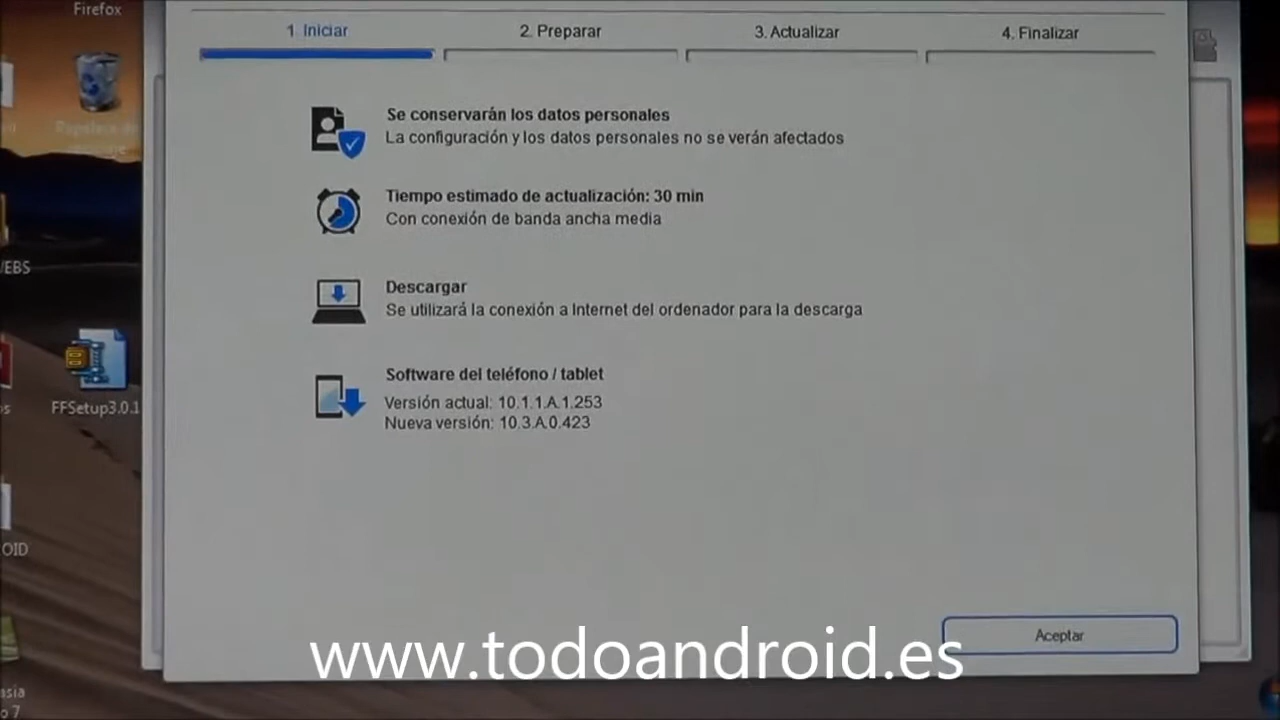 Firefox
1. Iniciar
2. Preparar
3. Actualizar
4. Finalizar
Se conservarán los datos personales
La configuración y los datos personales no se verán afectados
Tiempo estimado de actualización: 30 min
Con conexión de banda ancha media
Descargar
Se utilizará la conexión a Internet del ordenador para la descarga
Software del teléfono / tablet
Versión actual: 10.1.1.A.1.253
Nueva versión: 10.3.A.0.423
Aceptar
/EBS
FFSetup3.0.1
OID
asia
o 7
www.todoandroid.es